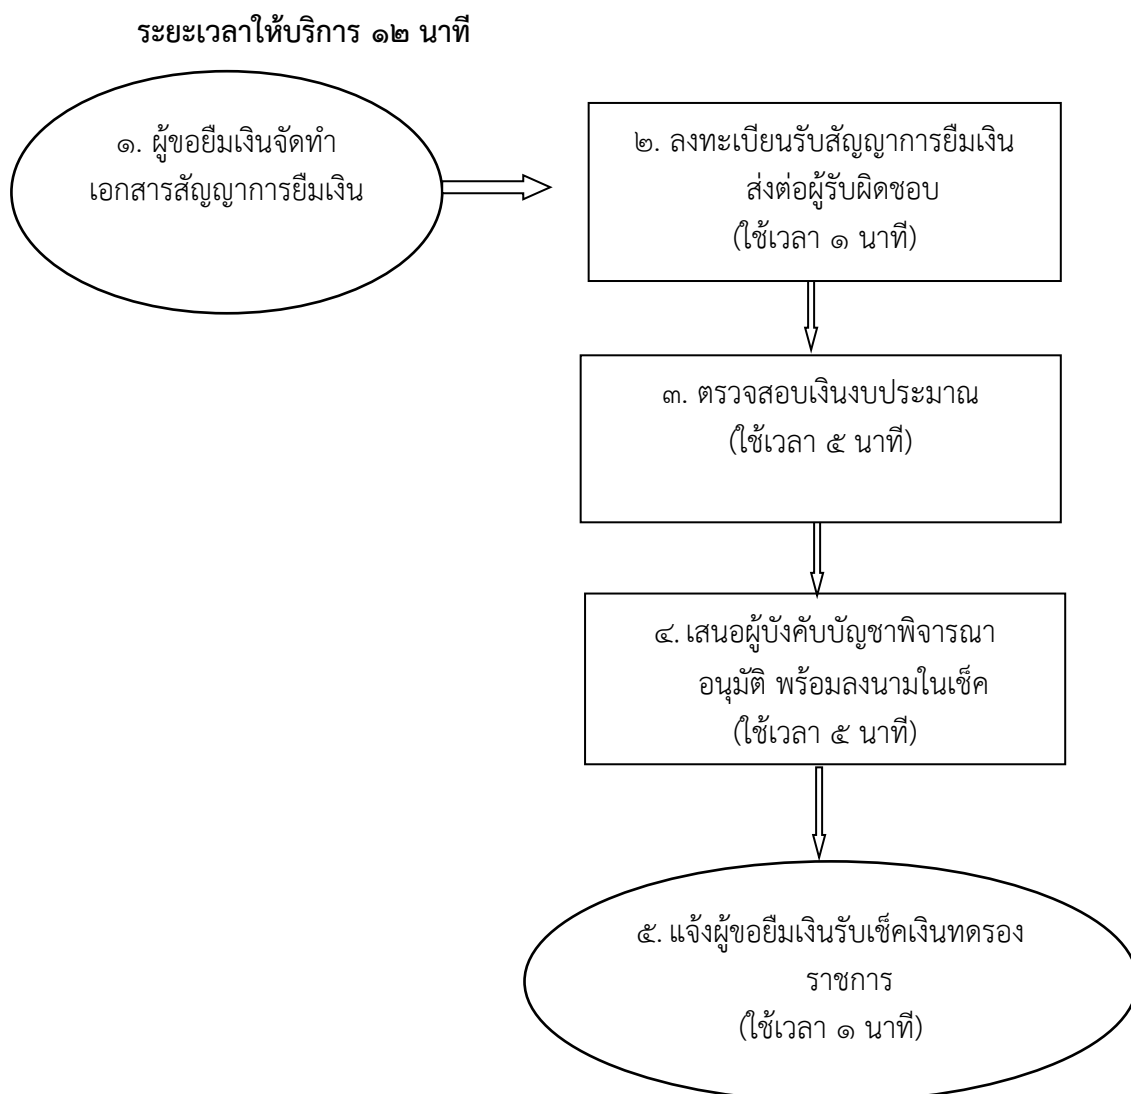 ระยะเวลาให้บริการ ๑๒ นาที
๑. ผู้ขอยืมเงินจัดทำ
เอกสารสัญญาการยืมเงิน
๒. ลงทะเบียนรับสัญญาการยืมเงิน
ส่งต่อผู้รับผิดชอบ
(ใช้เวลา ๑ นาที)
๓. ตรวจสอบเงินงบประมาณ
(ใช้เวลา ๕ นาที)
๔. เสนอผู้บังคับบัญชาพิจารณา
อนุมัติ พร้อมลงนามในเช็ค
(ใช้เวลา ๕ นาที)
๕. แจ้งผู้ขอยืมเงินรับเช็คเงินทดรอง
ราชการ
(ใช้เวลา ๑ นาที)